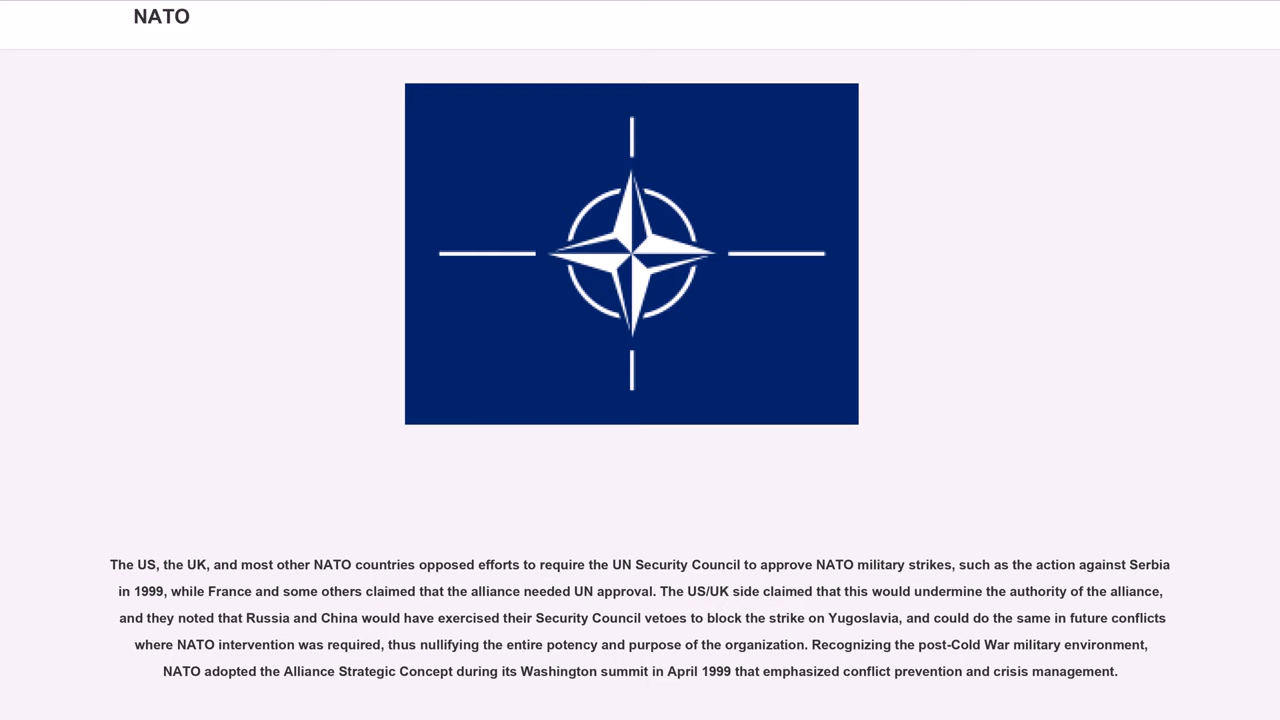 NATO
The US, the UK, and most other NATO countries opposed efforts to require the UN Security Council to approve NATO military strikes, such as the action against Serbia
in 1999, while France and some others claimed that the alliance needed UN approval. The US/UK side claimed that this would undermine the authority of the alliance,
and they noted that Russia and China would have exercised their Security Council vetoes to block the strike on Yugoslavia, and could do the same in future conflicts
where NATO intervention was required, thus nullifying the entire potency and purpose of the organization. Recognizing the post-Cold War military environment,
NATO adopted the Alliance Strategic Concept during its Washington summit in April 1999 that emphasized conflict prevention and crisis management.